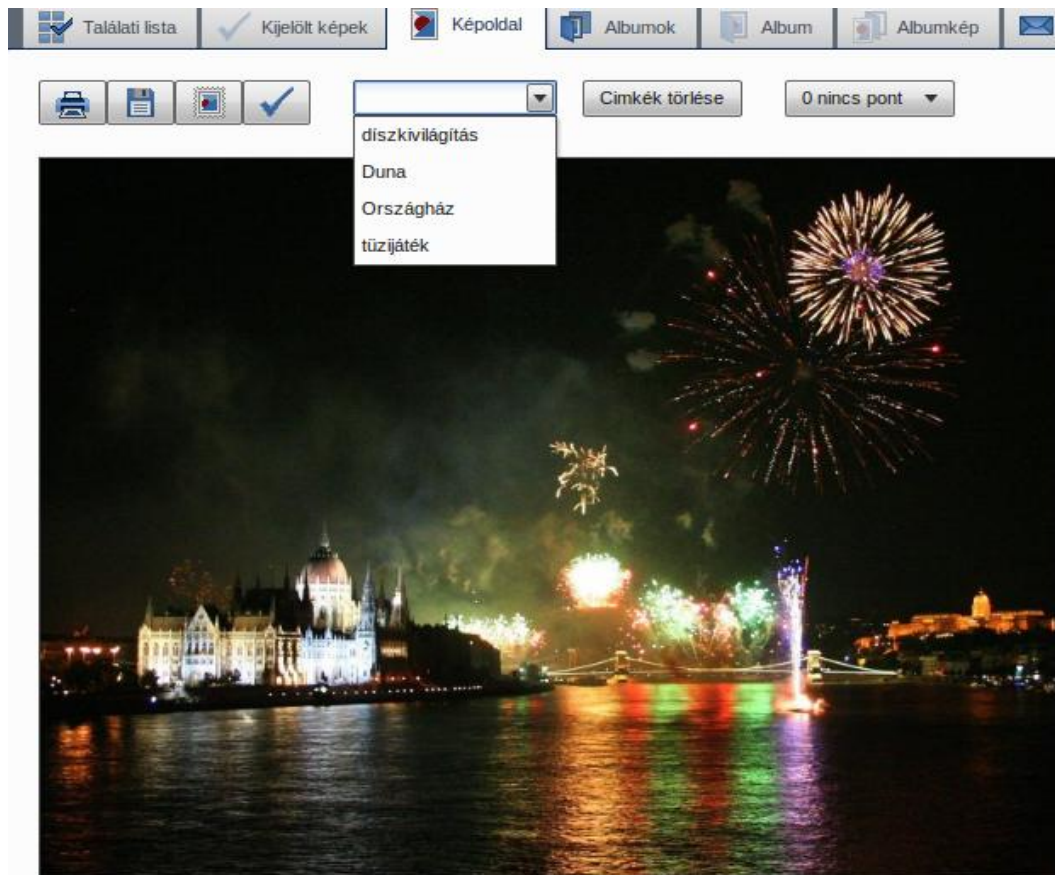 Találati lista
Kijelölt képek
Képoldal
Albumok
Album
Albumkép
Cimkék törlése
0 nincs pont
díszkivilágítás
Duna
Országház
tüzijáték